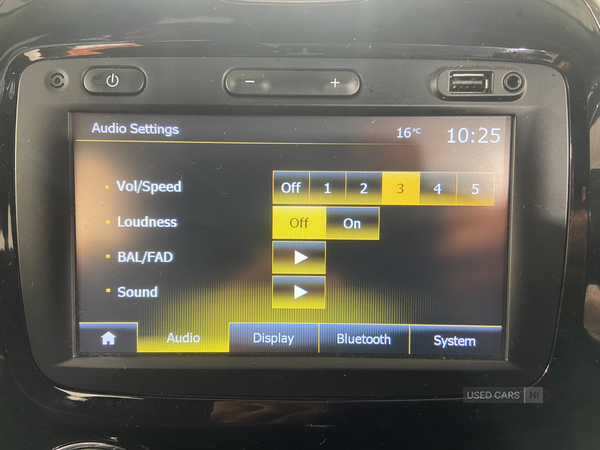 Audio Settings 16°C 10:25
Vol/Speed Off 1 2 3 4 5
Loudness Off On
BAL/FAD
Sound
Audio Display Bluetooth System
USED CARS NI